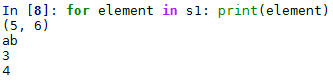 In [8]: for element in s1: print(element)
(5, 6)
ab
3
4